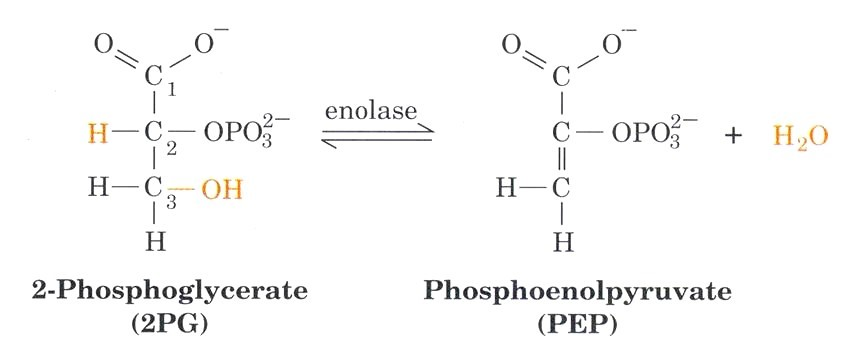 O O⁻ O O⁻
C 1 C
H—C—OPO₃²⁻ enolase C—OPO₃²⁻ + H₂O
2
H—C—OH H—C
3
H H
2-Phosphoglycerate Phosphoenolpyruvate
(2PG) (PEP)